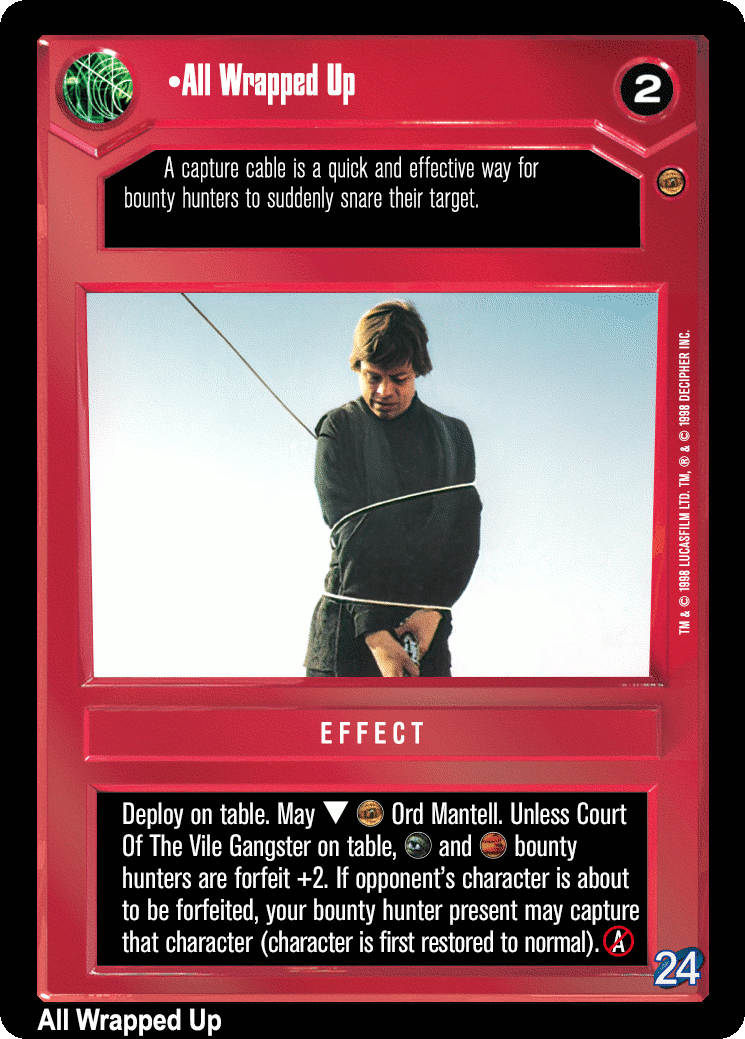 •All Wrapped Up
2
A capture cable is a quick and effective way for
bounty hunters to suddenly snare their target.
TM & © 1998 LUCASFILM LTD. TM, ® & © 1998 DECIPHER INC.
EFFECT
Deploy on table. May ▼ Ord Mantell. Unless Court
Of The Vile Gangster on table, and bounty
hunters are forfeit +2. If opponent's character is about
to be forfeited, your bounty hunter present may capture
that character (character is first restored to normal). A
24
All Wrapped Up